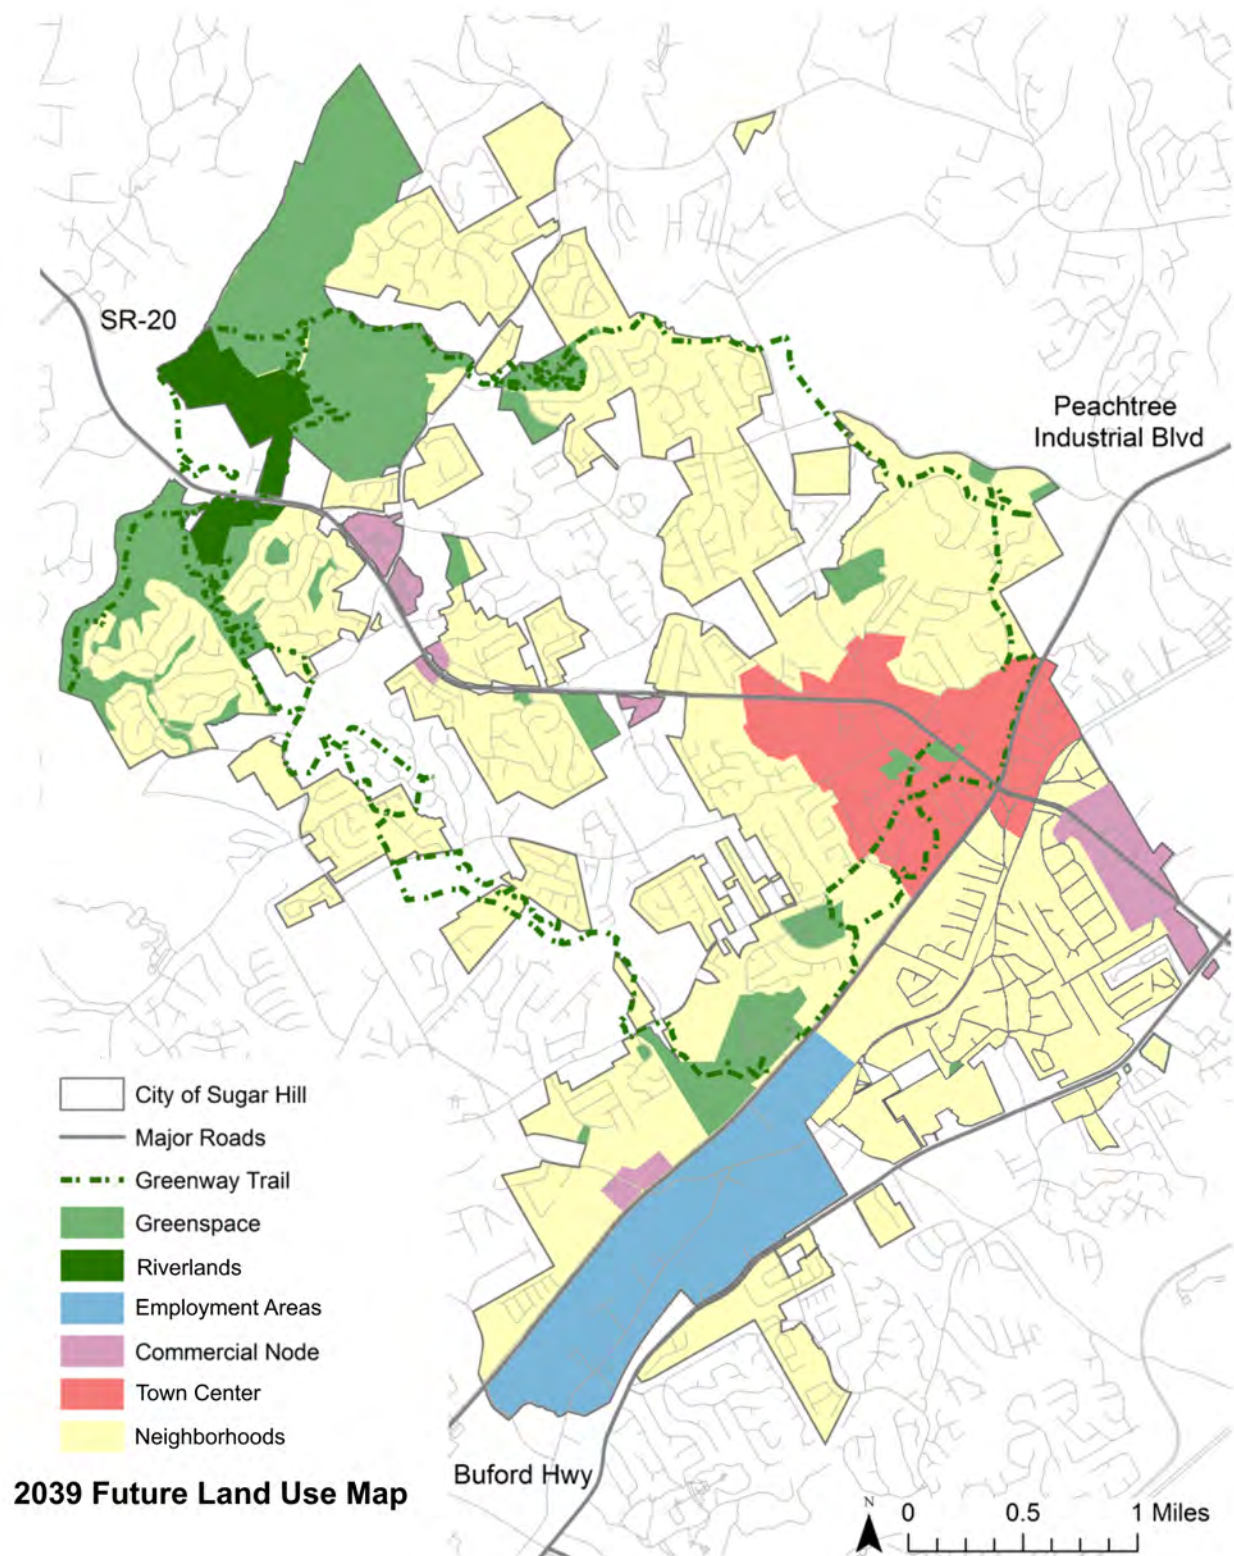 SR-20
Peachtree
Industrial Blvd
City of Sugar Hill
Major Roads
Greenway Trail
Greenspace
Riverlands
Employment Areas
Commercial Node
Town Center
Neighborhoods
2039 Future Land Use Map
Buford Hwy
N
0 0.5 1 Miles